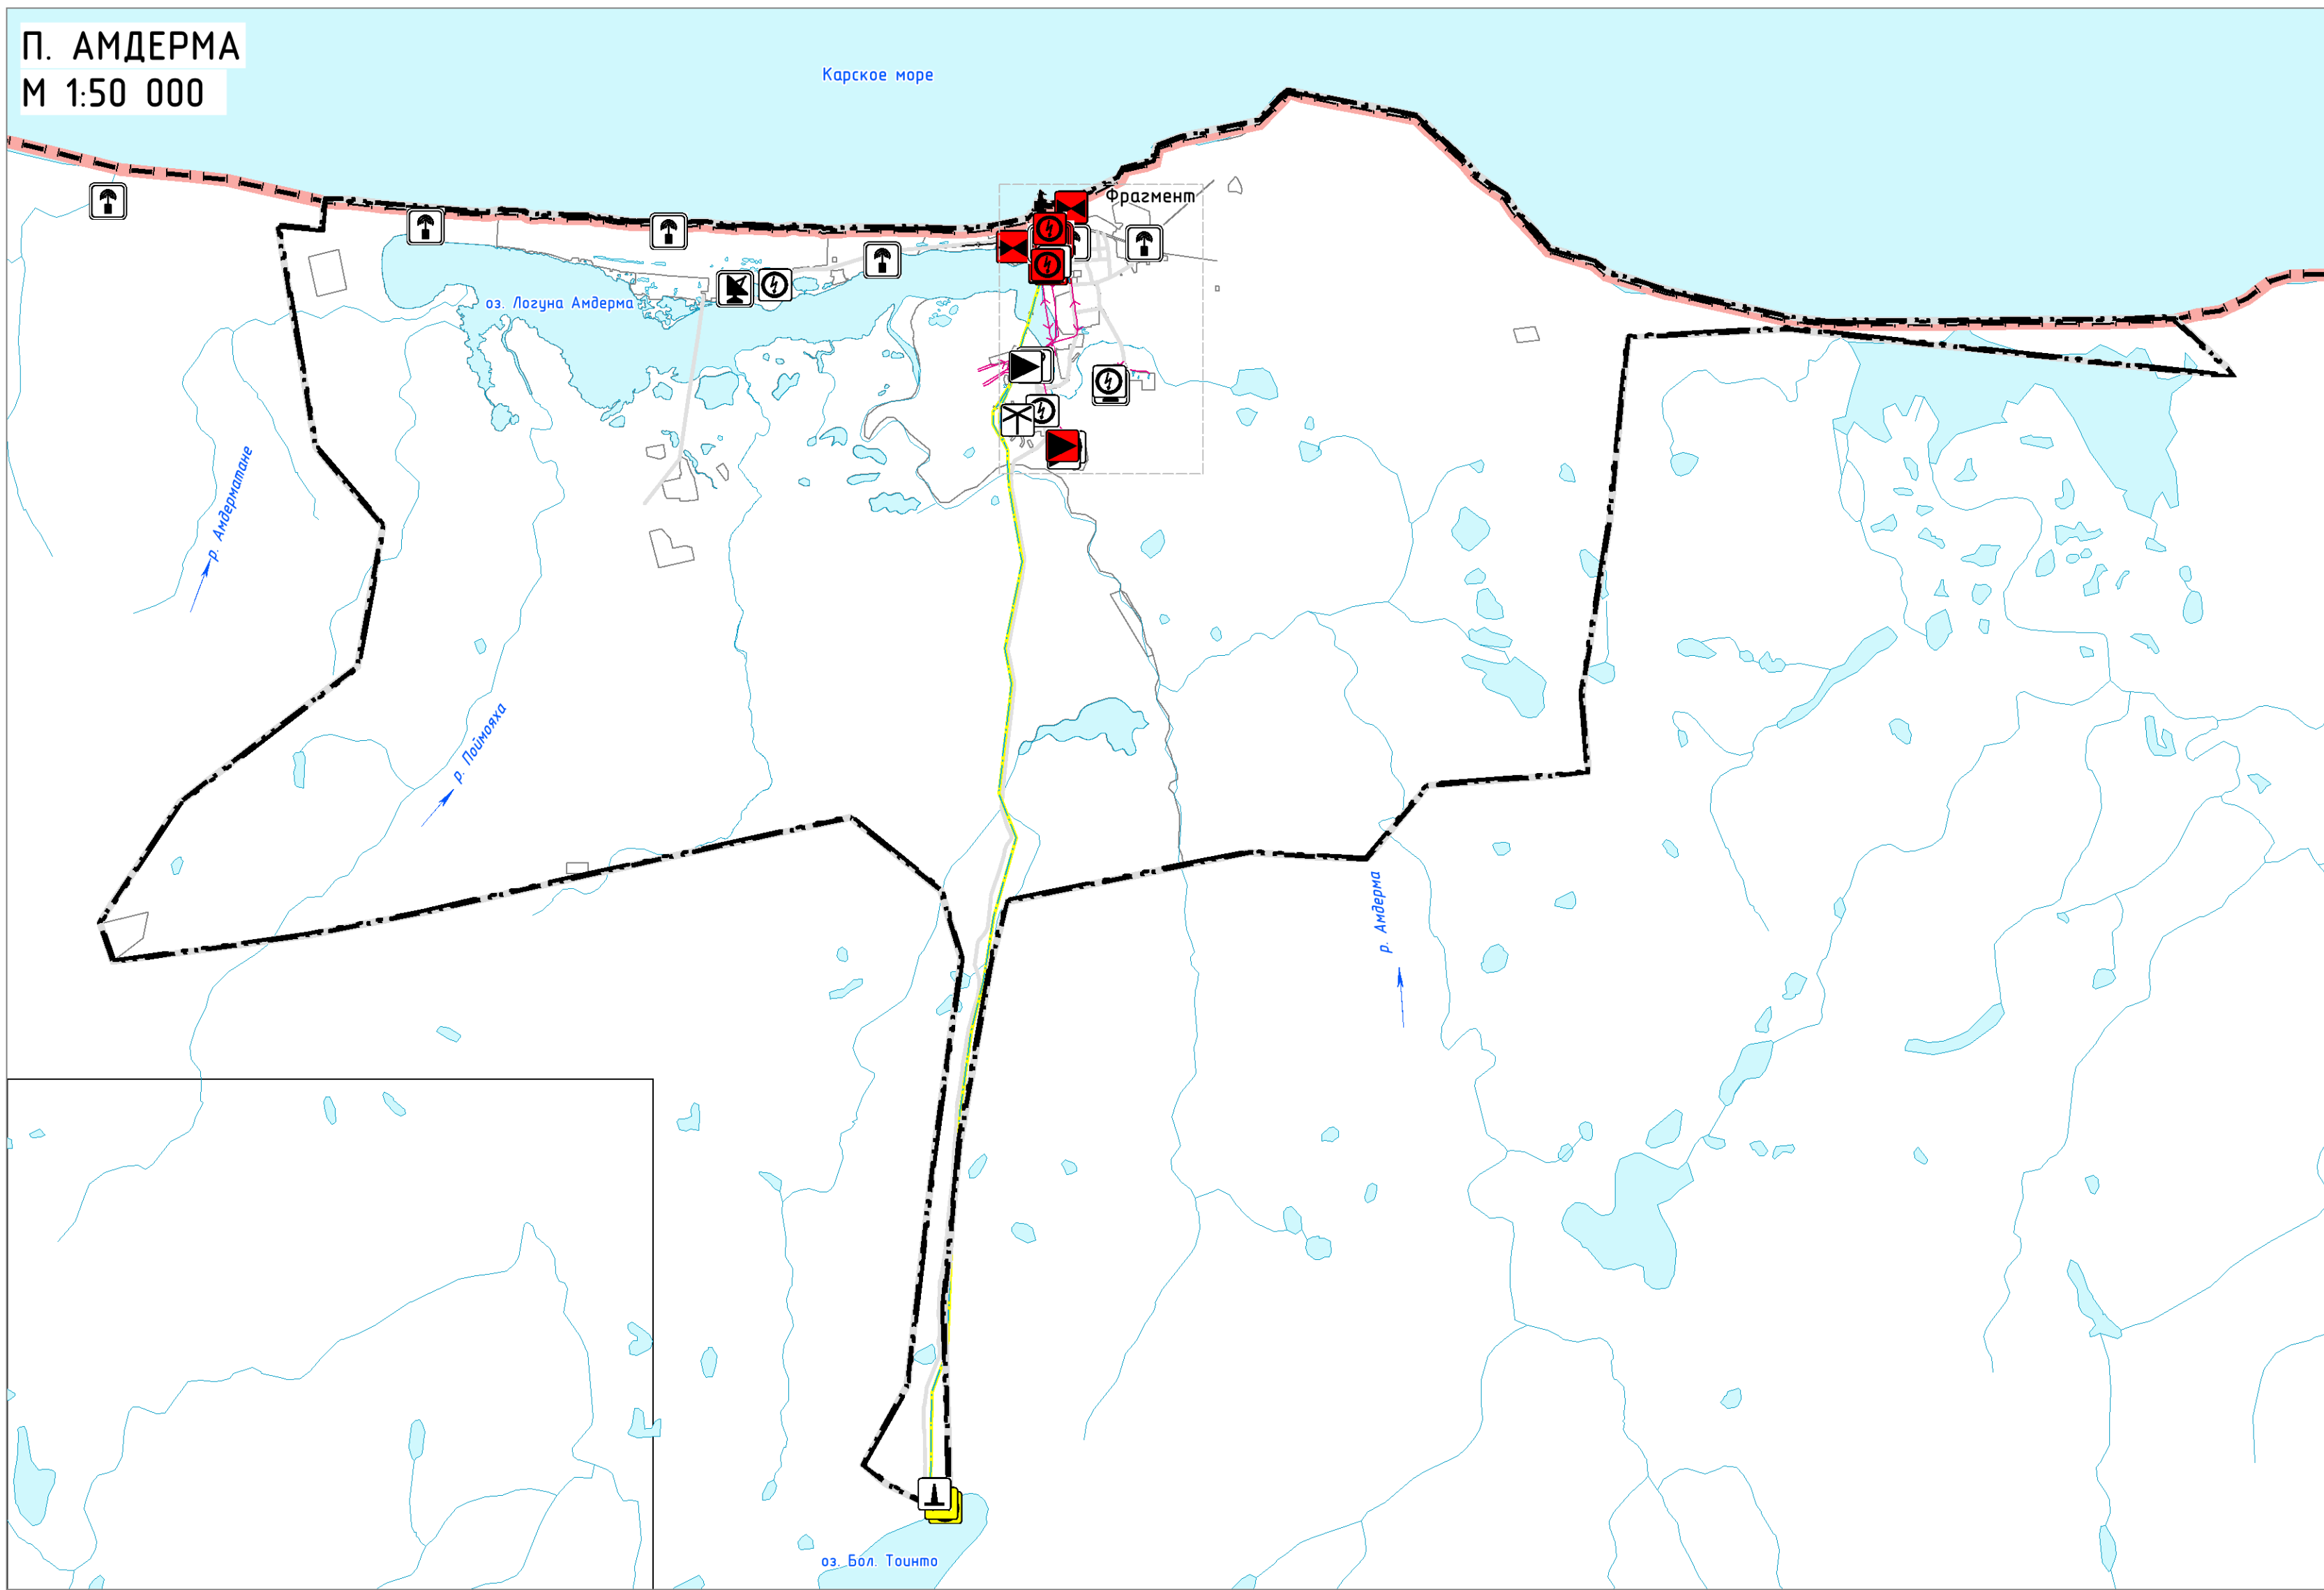 П. АМДЕРМА
М 1:50 000
Карское море
Фрагмент
оз. Логуна Амдерма
р. Амдерматане
р. Поймояха
р. Амдерма
оз. Бол. Тоинто